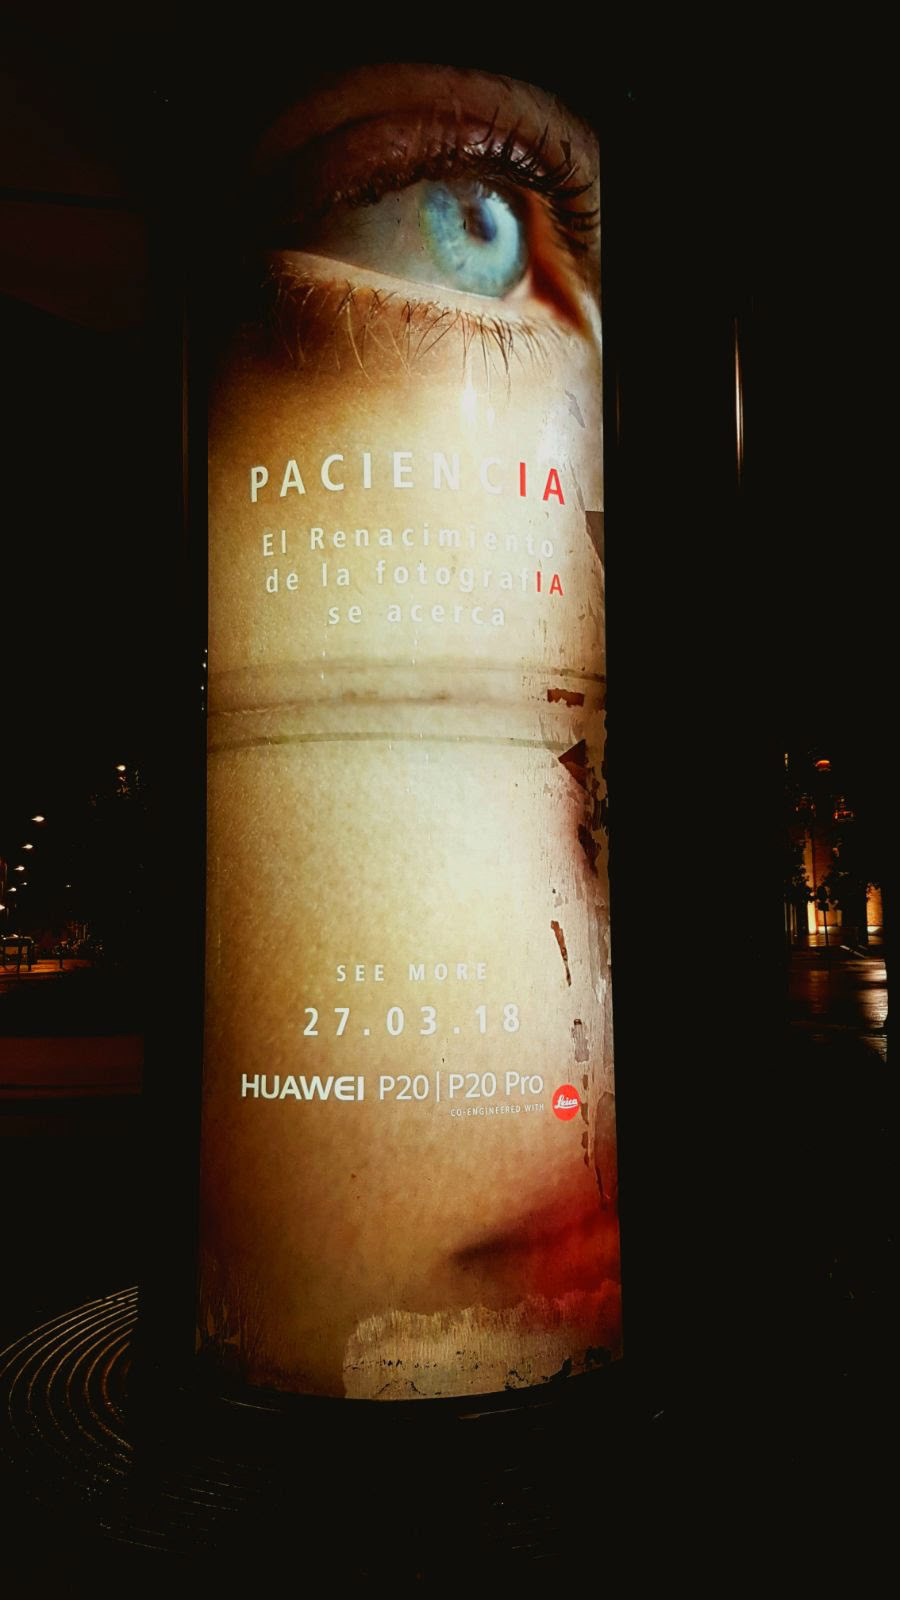 PACIENCIA
El Renacimiento
de la fotografIA
se acerca
SEE MORE
27.03.18
HUAWEI P20 | P20 Pro
CO-ENGINEERED WITH Leica